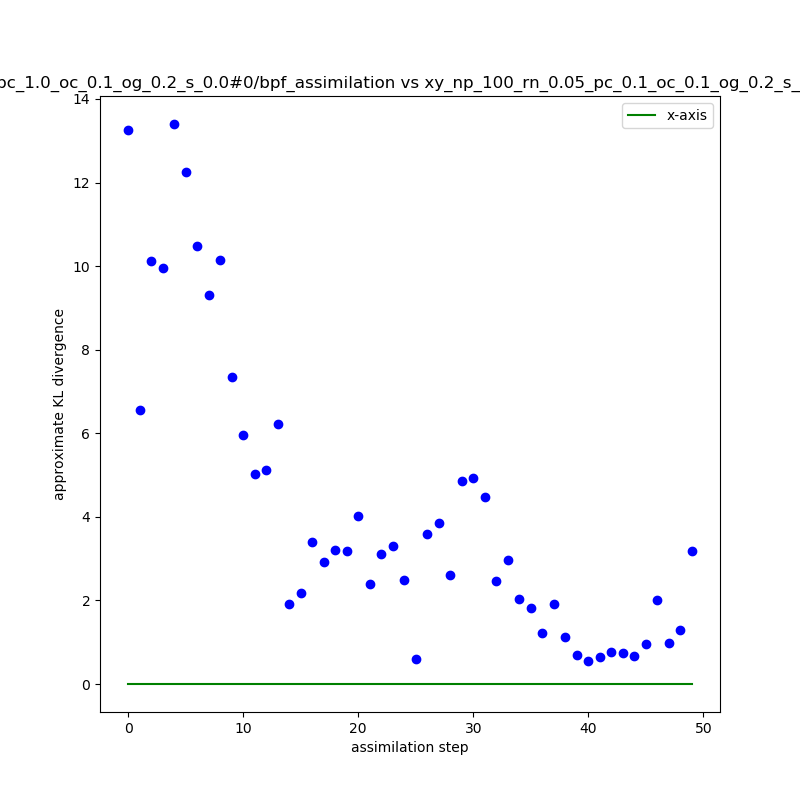 pc_1.0_oc_0.1_og_0.2_s_0.0#0/bpf_assimilation vs xy_np_100_rn_0.05_pc_0.1_oc_0.1_og_0.2_s_
x-axis
14
12
10
8
6
4
2
0
approximate KL divergence
0 10 20 30 40 50
assimilation step